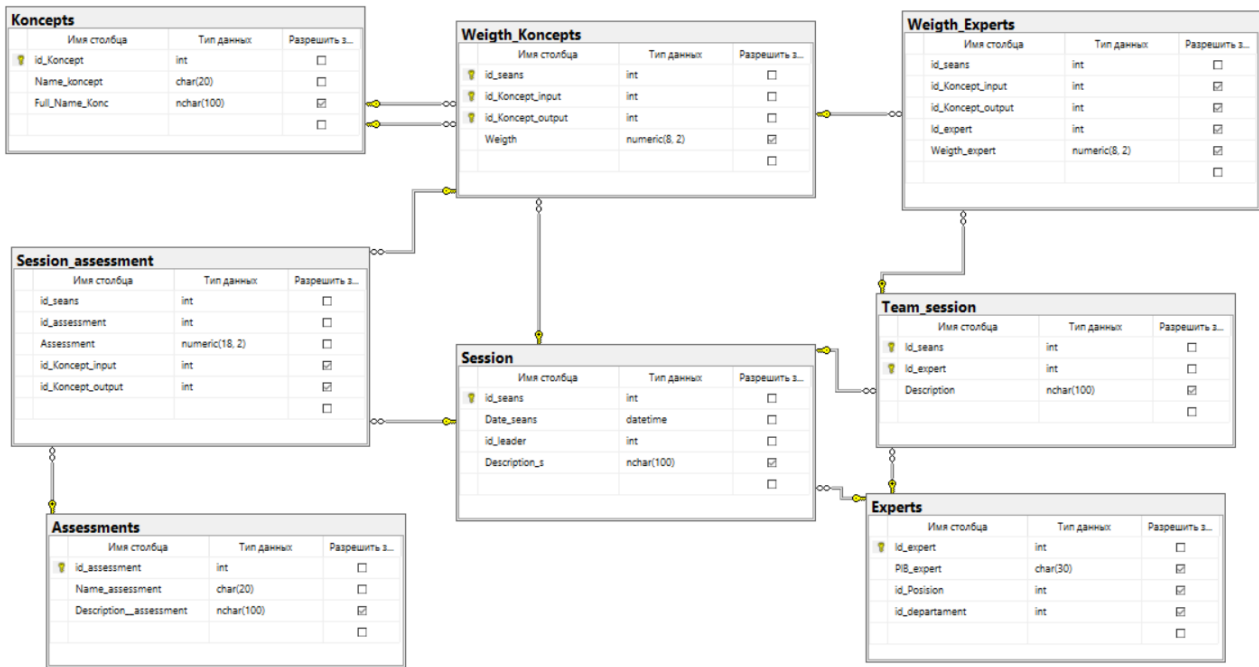 Koncepts
Имя столбца Тип данных Разрешить з...
id_Koncept int
Name_koncept char(20)
Full_Name_Konc nchar(100)
Weigth_Koncepts
Имя столбца Тип данных Разрешить з...
id_seans int
id_Koncept_input int
id_Koncept_output int
Weigth numeric(8, 2)
Weigth_Experts
Имя столбца Тип данных Разрешить з...
id_seans int
id_Koncept_input int
id_Koncept_output int
Id_expert int
Weigth_expert numeric(8, 2)
Session_assessment
Имя столбца Тип данных Разрешить з...
id_seans int
id_assessment int
Assessment numeric(18, 2)
id_Koncept_input int
id_Koncept_output int
Session
Имя столбца Тип данных Разрешить з...
id_seans int
Date_seans datetime
id_leader int
Description_s nchar(100)
Team_session
Имя столбца Тип данных Разрешить з...
Id_seans int
Id_expert int
Description nchar(100)
Assessments
Имя столбца Тип данных Разрешить з...
id_assessment int
Name_assessment char(20)
Description__assessment nchar(100)
Experts
Имя столбца Тип данных Разрешить з...
Id_expert int
PIB_expert char(30)
id_Posision int
id_departament int